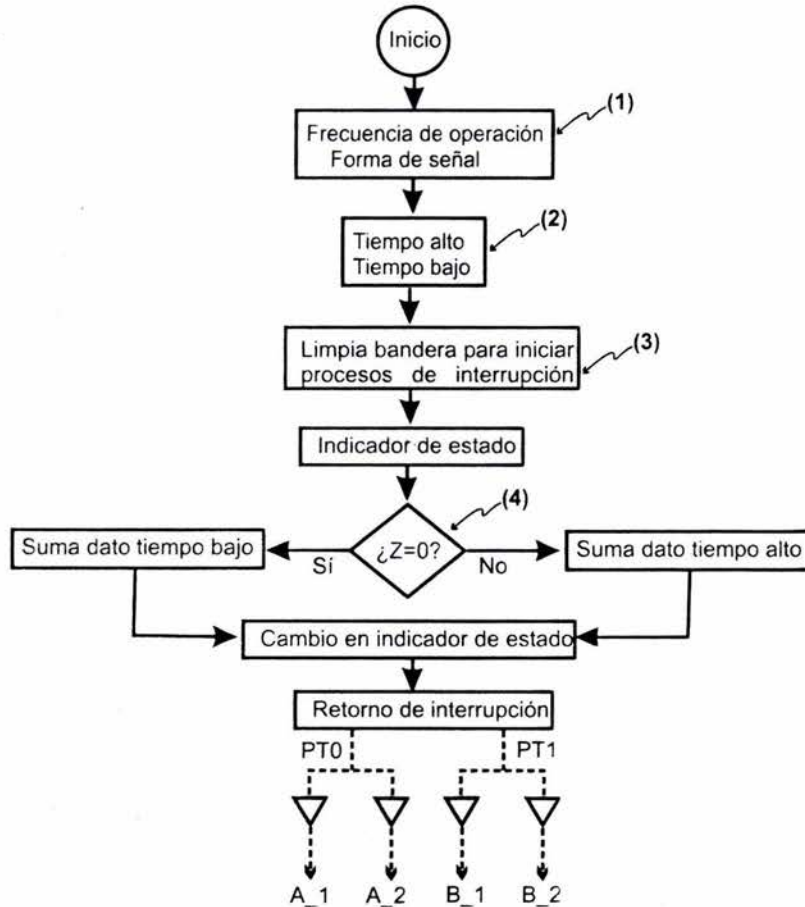 Inicio
(1)
Frecuencia de operación
Forma de señal
(2)
Tiempo alto
Tiempo bajo
(3)
Limpia bandera para iniciar
procesos de interrupción
Indicador de estado
(4)
Suma dato tiempo bajo
Sí
¿Z=0?
No
Suma dato tiempo alto
Cambio en indicador de estado
Retorno de interrupción
PT0
PT1
A_1
A_2
B_1
B_2